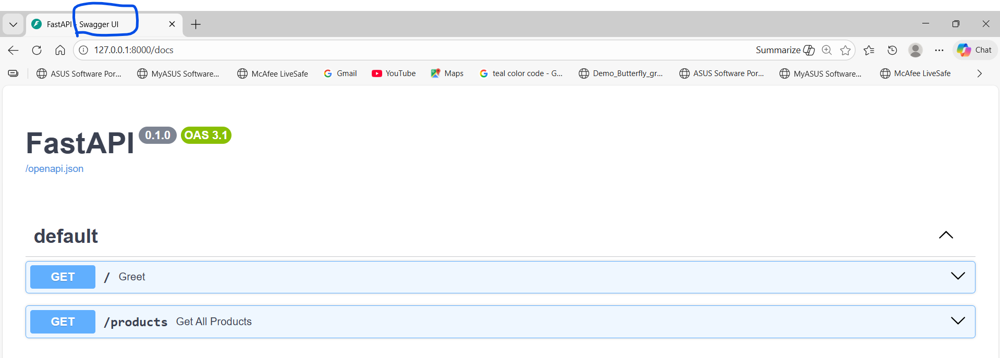 FastAPI - Swagger UI
127.0.0.1:8000/docs
Summarize
Chat
ASUS Software Por...
MyASUS Software...
McAfee LiveSafe
Gmail
YouTube
Maps
teal color code - G...
Demo_Butterfly_gr...
ASUS Software Por...
MyASUS Software...
McAfee LiveSafe
FastAPI 0.1.0 OAS 3.1
/openapi.json
default
GET / Greet
GET /products Get All Products